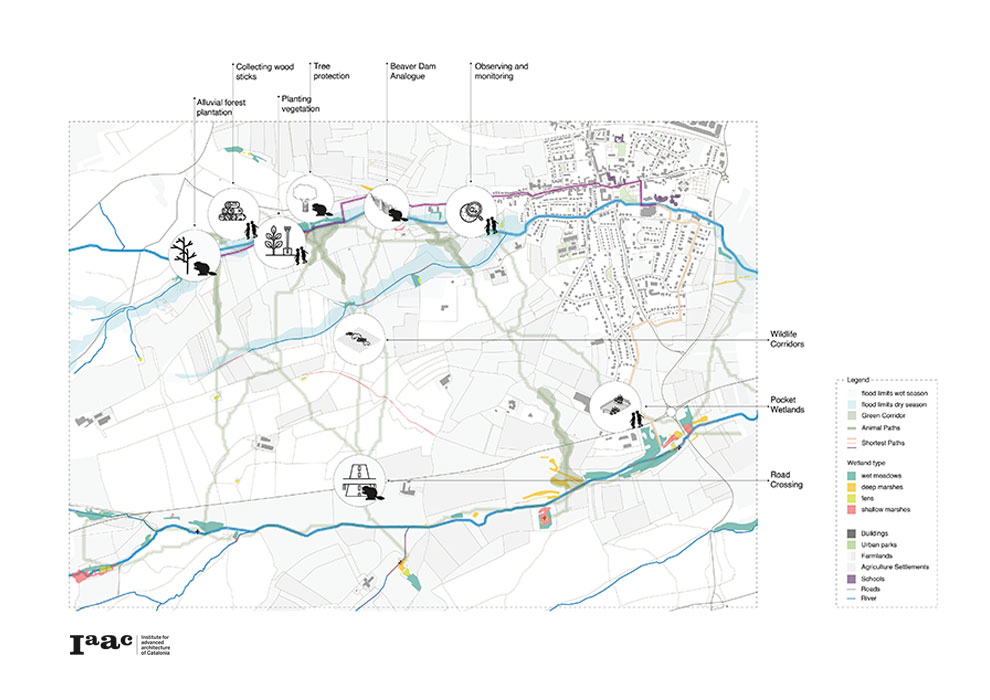 Collecting wood
sticks
Tree
protection
Beaver Dam
Analogue
Observing and
monitoring
Alluvial forest
plantation
Planting
vegetation
Wildlife
Corridors
Pocket
Wetlands
Road
Crossing
Legend
flood limits wet season
flood limits dry season
Green Corridor
Animal Paths
Shortest Paths
Wetland type
wet meadows
deep marshes
fens
shallow marshes
Buildings
Urban parks
Farmlands
Agriculture Settlements
Schools
Roads
River
Iaac
Institute for
advanced
architecture
of Catalonia